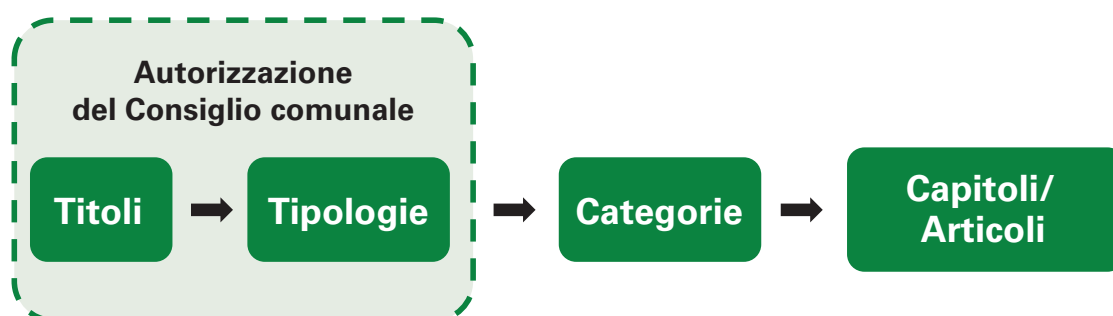 Autorizzazione
del Consiglio comunale
Titoli
Tipologie
Categorie
Capitoli/
Articoli